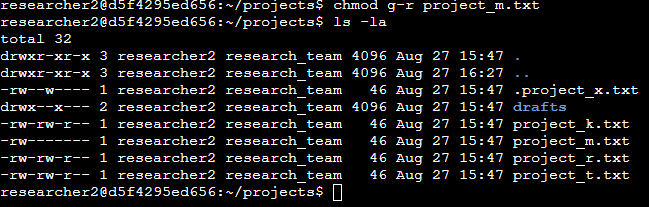 researcher2@d5f4295ed656:~/projects$ chmod g-r project_m.txt
researcher2@d5f4295ed656:~/projects$ ls -la
total 32
drwxr-xr-x 3 researcher2 research_team 4096 Aug 27 15:47 .
drwxr-xr-x 3 researcher2 research_team 4096 Aug 27 16:27 ..
-rw--w---- 1 researcher2 research_team   46 Aug 27 15:47 .project_x.txt
drwx--x--- 2 researcher2 research_team 4096 Aug 27 15:47 drafts
-rw-rw-r-- 1 researcher2 research_team   46 Aug 27 15:47 project_k.txt
-rw------- 1 researcher2 research_team   46 Aug 27 15:47 project_m.txt
-rw-rw-r-- 1 researcher2 research_team   46 Aug 27 15:47 project_r.txt
-rw-rw-r-- 1 researcher2 research_team   46 Aug 27 15:47 project_t.txt
researcher2@d5f4295ed656:~/projects$